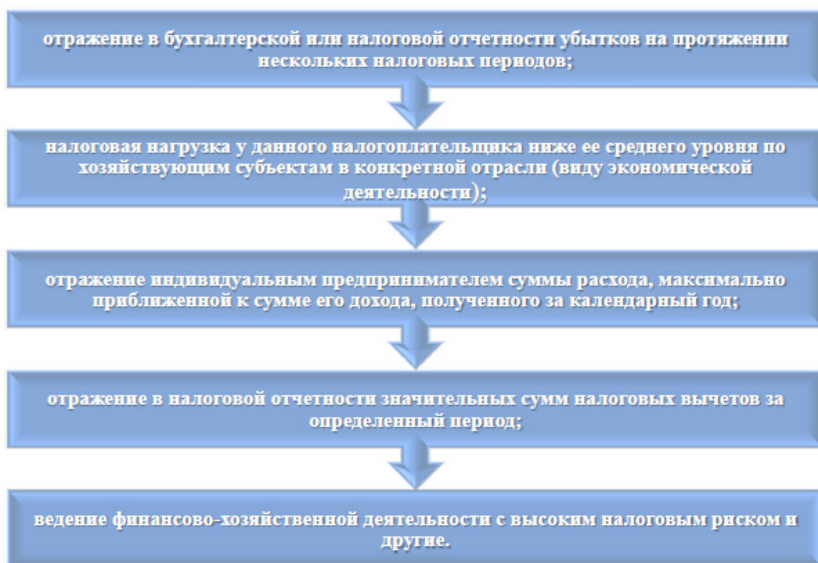 отражение в бухгалтерской или налоговой отчетности убытков на протяжении
нескольких налоговых периодов;
налоговая нагрузка у данного налогоплательщика ниже ее среднего уровня по
хозяйствующим субъектам в конкретной отрасли (виду экономической
деятельности);
отражение индивидуальным предпринимателем суммы расхода, максимально
приближенной к сумме его дохода, полученного за календарный год;
отражение в налоговой отчетности значительных сумм налоговых вычетов за
определенный период;
ведение финансово-хозяйственной деятельности с высоким налоговым риском и
другие.